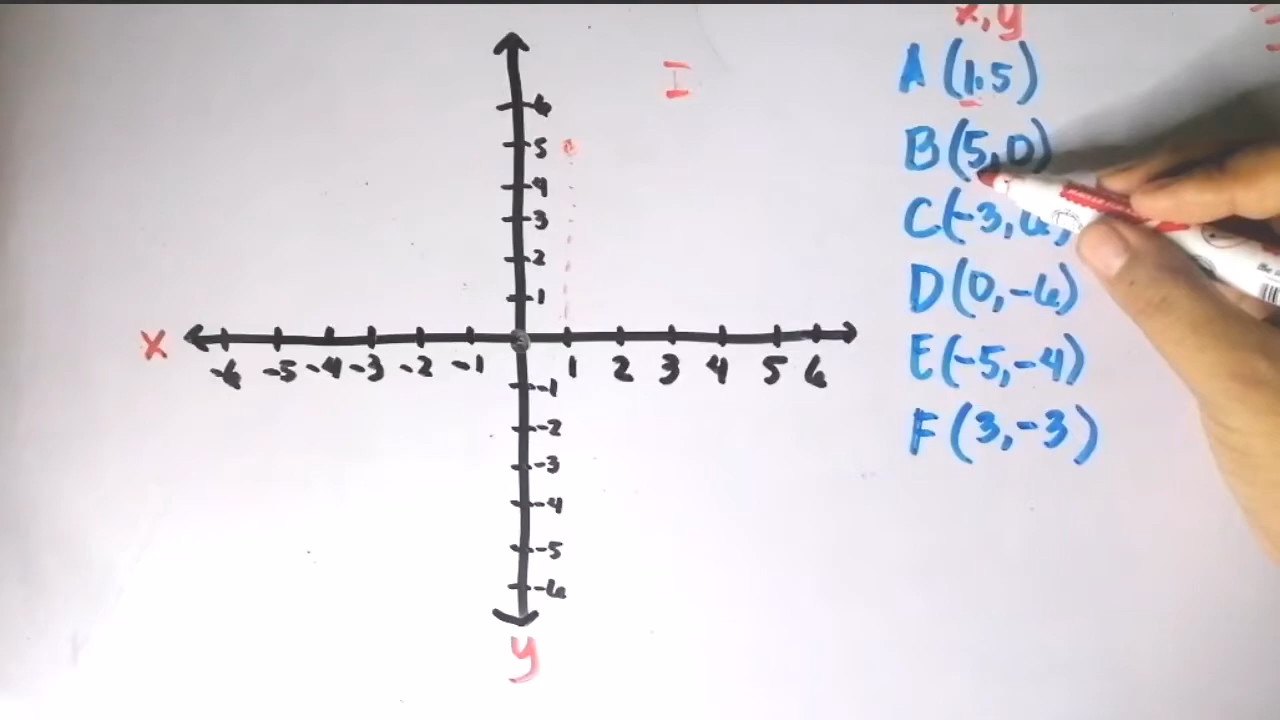 x, y
I
A (1,5)
B (5,0)
C (-3,6)
D (0,-6)
E (-5,-4)
F (3,-3)
6
5
4
3
2
1
x
-6 -5 -4 -3 -2 -1 1 2 3 4 5 6
-1
-2
-3
-4
-5
-6
y